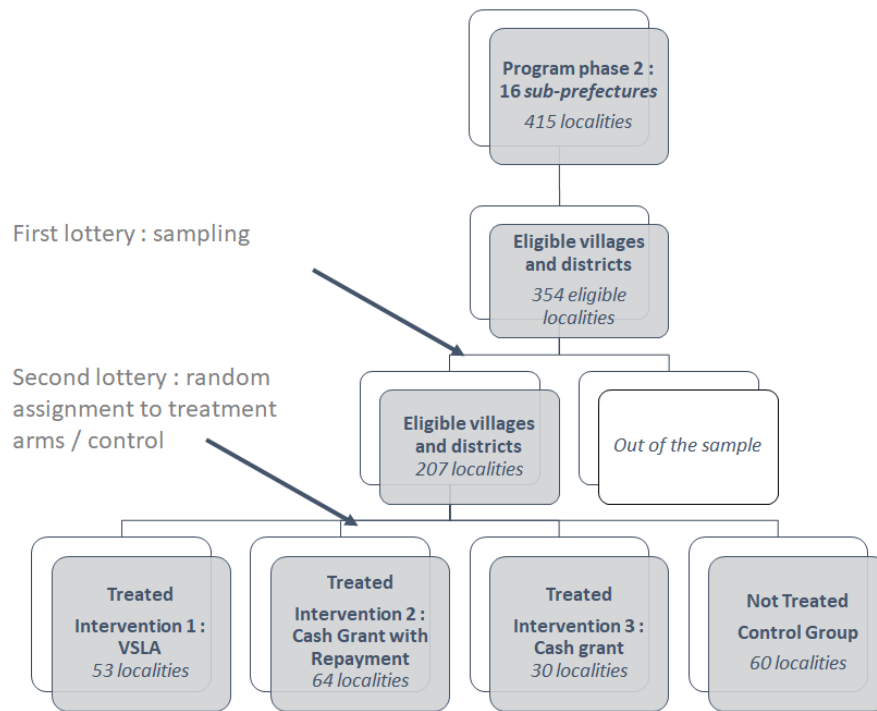 Program phase 2 :
16 sub-prefectures
415 localities
First lottery : sampling
Eligible villages
and districts
354 eligible
localities
Second lottery : random
assignment to treatment
arms / control
Eligible villages
and districts
207 localities
Out of the sample
Treated
Intervention 1 :
VSLA
53 localities
Treated
Intervention 2 :
Cash Grant with
Repayment
64 localities
Treated
Intervention 3 :
Cash grant
30 localities
Not Treated
Control Group
60 localities